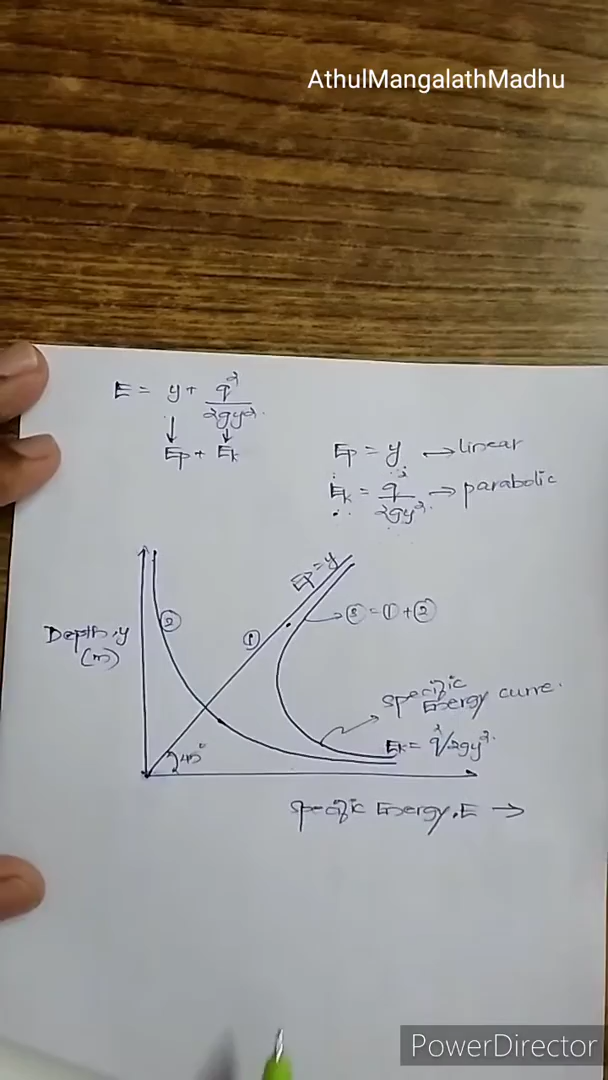 AthulMangalathMadhu
E = y + q²/2gy²
↓ ↓
Ep + Ek
Ep = y → linear
Ek = q²/2gy² → parabolic
Ep = y
②
①
③ = ① + ②
Depth, y
(m)
Specific
Energy curve.
Ek = q²/2gy²
45°
Specific Energy, E →
PowerDirector